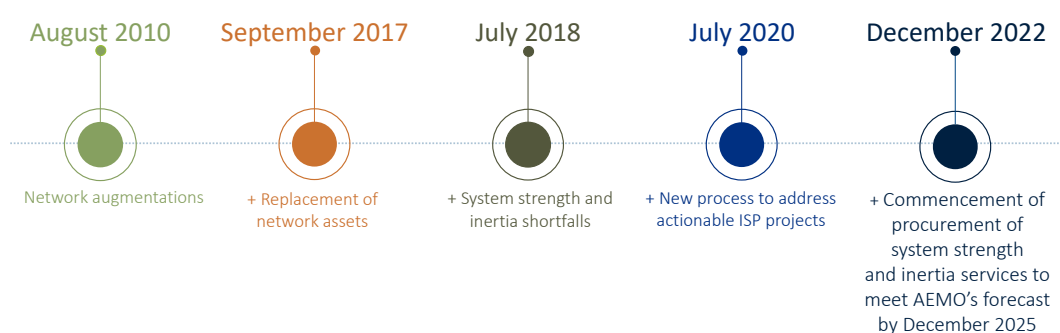 August 2010
September 2017
July 2018
July 2020
December 2022
Network augmentations
+ Replacement of
network assets
+ System strength and
inertia shortfalls
+ New process to address
actionable ISP projects
+ Commencement of
procurement of
system strength
and inertia services to
meet AEMO's forecast
by December 2025